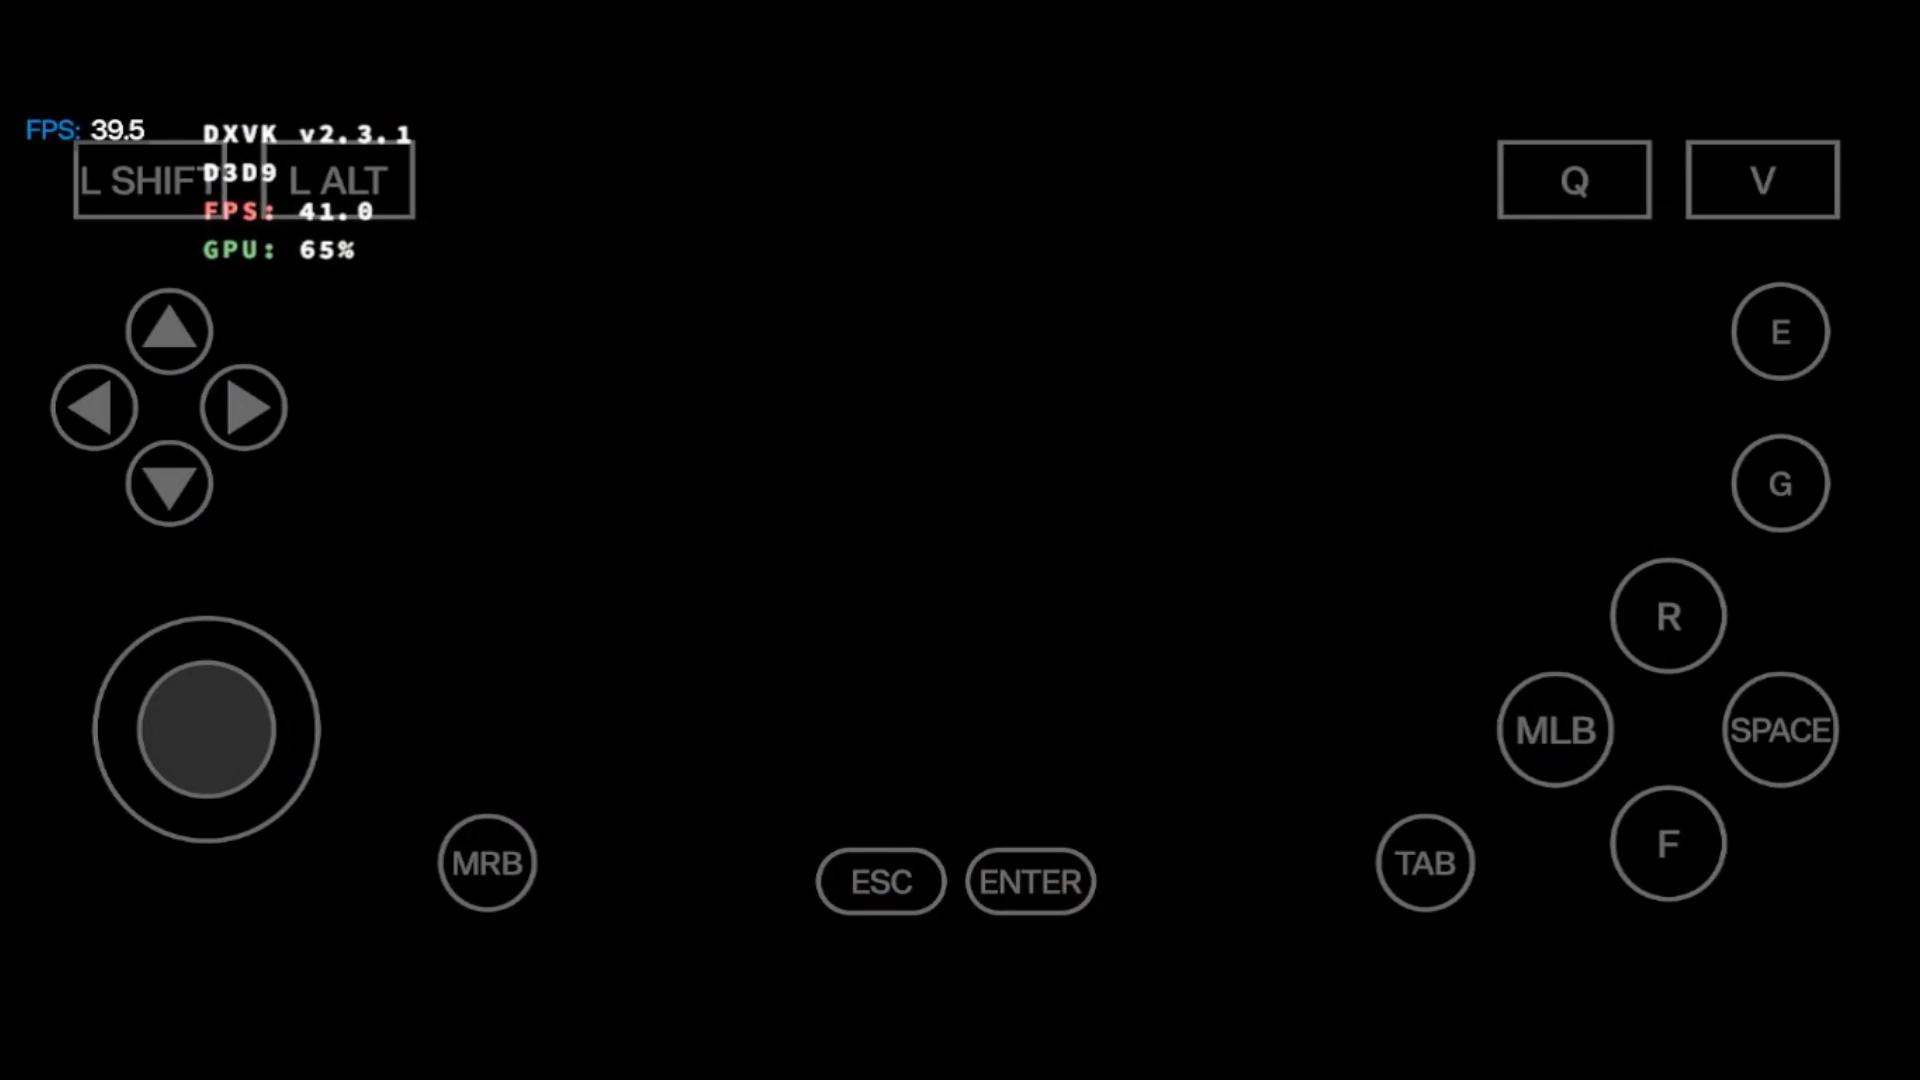 FPS: 39.5
DXVK v2.3.1
L SHIFT
D3D9
L ALT
FPS: 41.0
GPU: 65%
Q
V
E
G
R
MLB
SPACE
F
MRB
ESC
ENTER
TAB